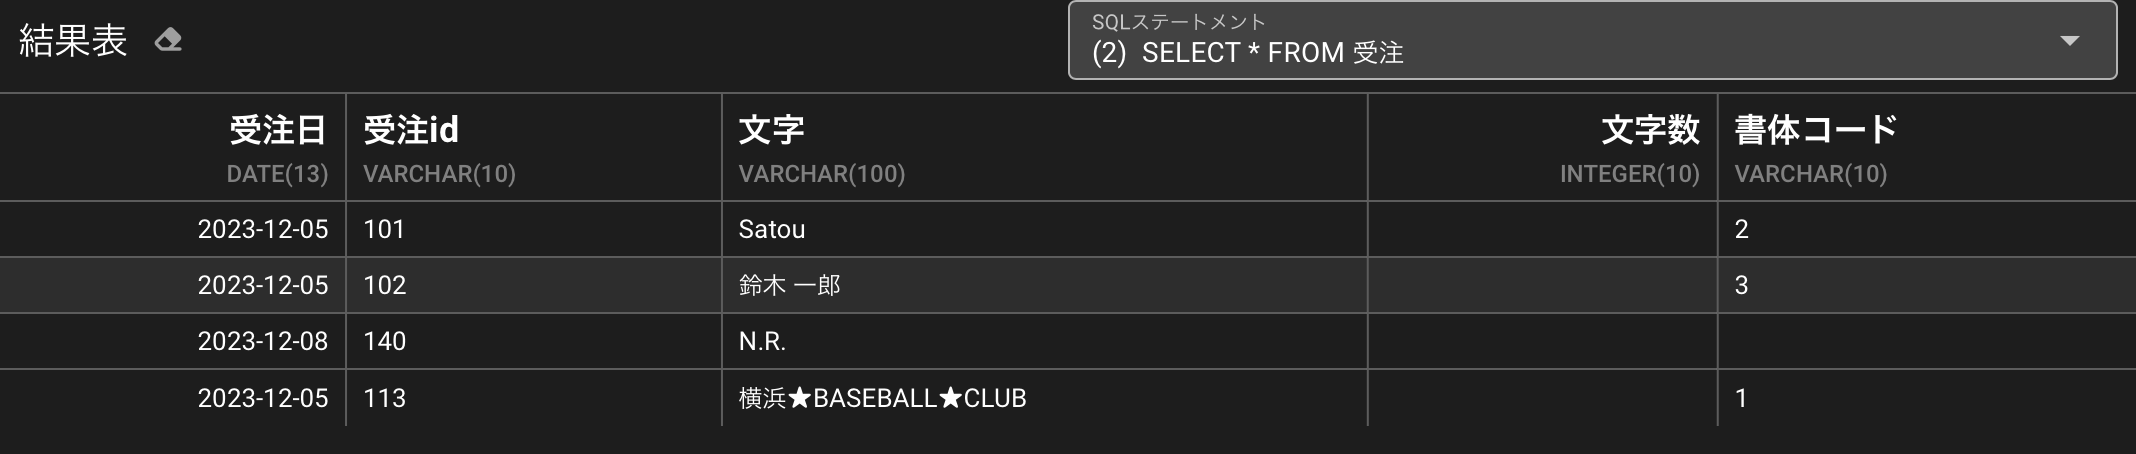 結果表
SQLステートメント
(2) SELECT * FROM 受注
受注日 受注id 文字 文字数 書体コード
DATE(13) VARCHAR(10) VARCHAR(100) INTEGER(10) VARCHAR(10)
2023-12-05 101 Satou 2
2023-12-05 102 鈴木 一郎 3
2023-12-08 140 N.R.
2023-12-05 113 横浜★BASEBALL★CLUB 1